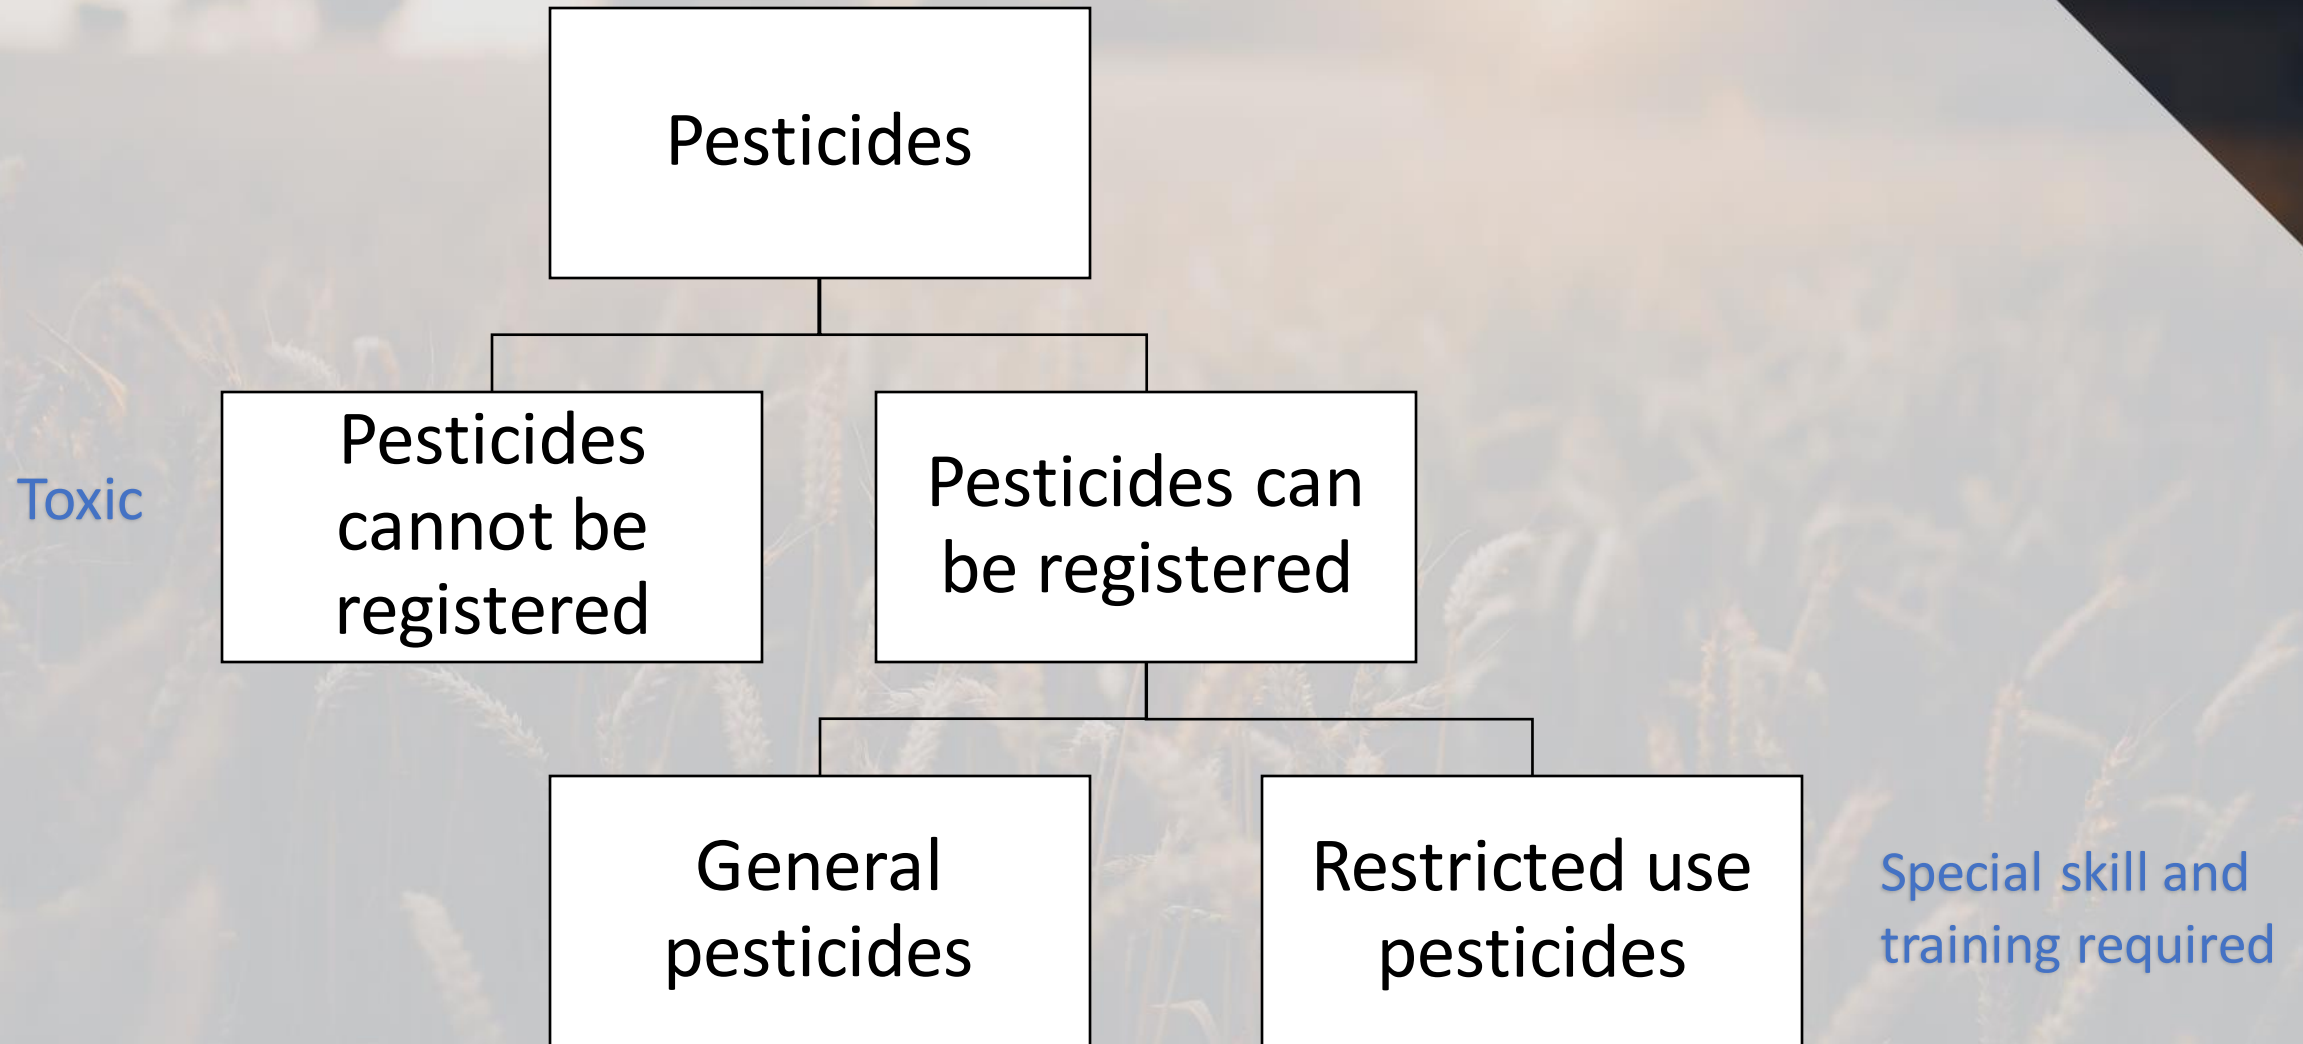 Pesticides
Toxic
Pesticides
cannot be
registered
Pesticides can
be registered
General
pesticides
Restricted use
pesticides
Special skill and
training required